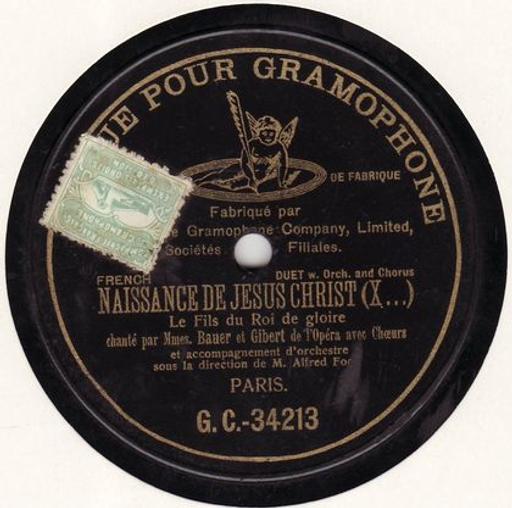 UE POUR GRAMOPHONE
DE FABRIQUE
Fabriqué par
e Gramophone Company, Limited,
Sociétés Filiales.
FRENCH DUET w. Orch. and Chorus
NAISSANCE DE JESUS CHRIST (X...)
Le Fils du Roi de gloire
chanté par Mmes. Bauer et Gibert de l'Opéra avec Chœurs
et accompagnement d'orchestre
sous la direction de M. Alfred Foc
PARIS.
G.C.-34213